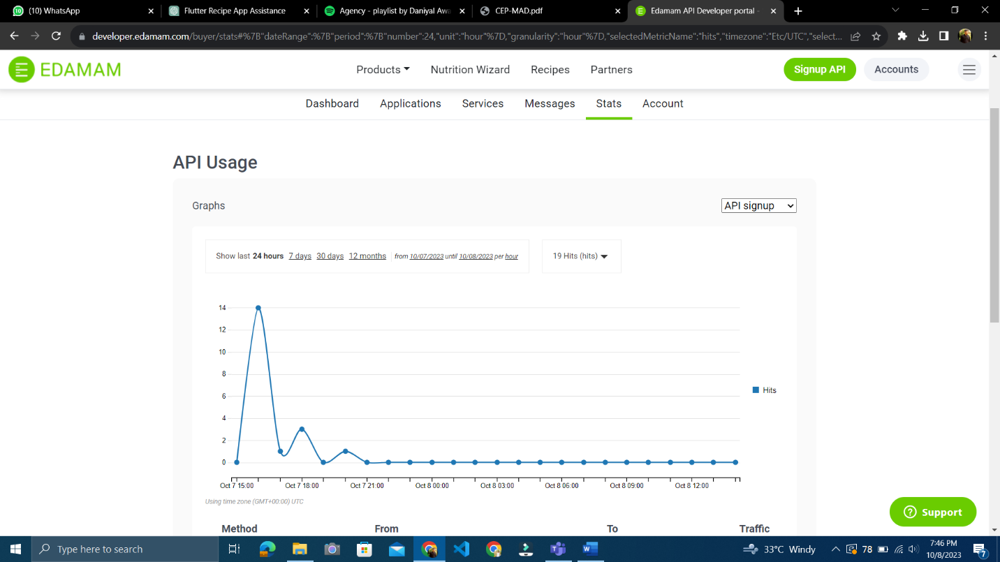 (10) WhatsApp
Flutter Recipe App Assistance
Agency - playlist by Daniyal Awa
CEP-MAD.pdf
Edamam API Developer portal -
developer.edamam.com/buyer/stats#%7B"dateRange":%7B"period":%7B"number":24,"unit":"hour"%7D,"granularity":"hour"%7D,"selectedMetricName":"hits","timezone":"Etc/UTC","select...
EDAMAM
Products
Nutrition Wizard
Recipes
Partners
Signup API
Accounts
Dashboard
Applications
Services
Messages
Stats
Account
API Usage
Graphs
API signup
Show last 24 hours 7 days 30 days 12 months from 10/07/2023 until 10/08/2023 per hour
19 Hits (hits)
14
12
10
8
6
4
2
0
Hits
Oct 7 15:00
Oct 7 18:00
Oct 7 21:00
Oct 8 00:00
Oct 8 03:00
Oct 8 06:00
Oct 8 09:00
Oct 8 12:00
Using time zone (GMT+00:00) UTC
Support
Method
From
To
Traffic
Type here to search
33°C Windy
78
7:46 PM
10/8/2023
7